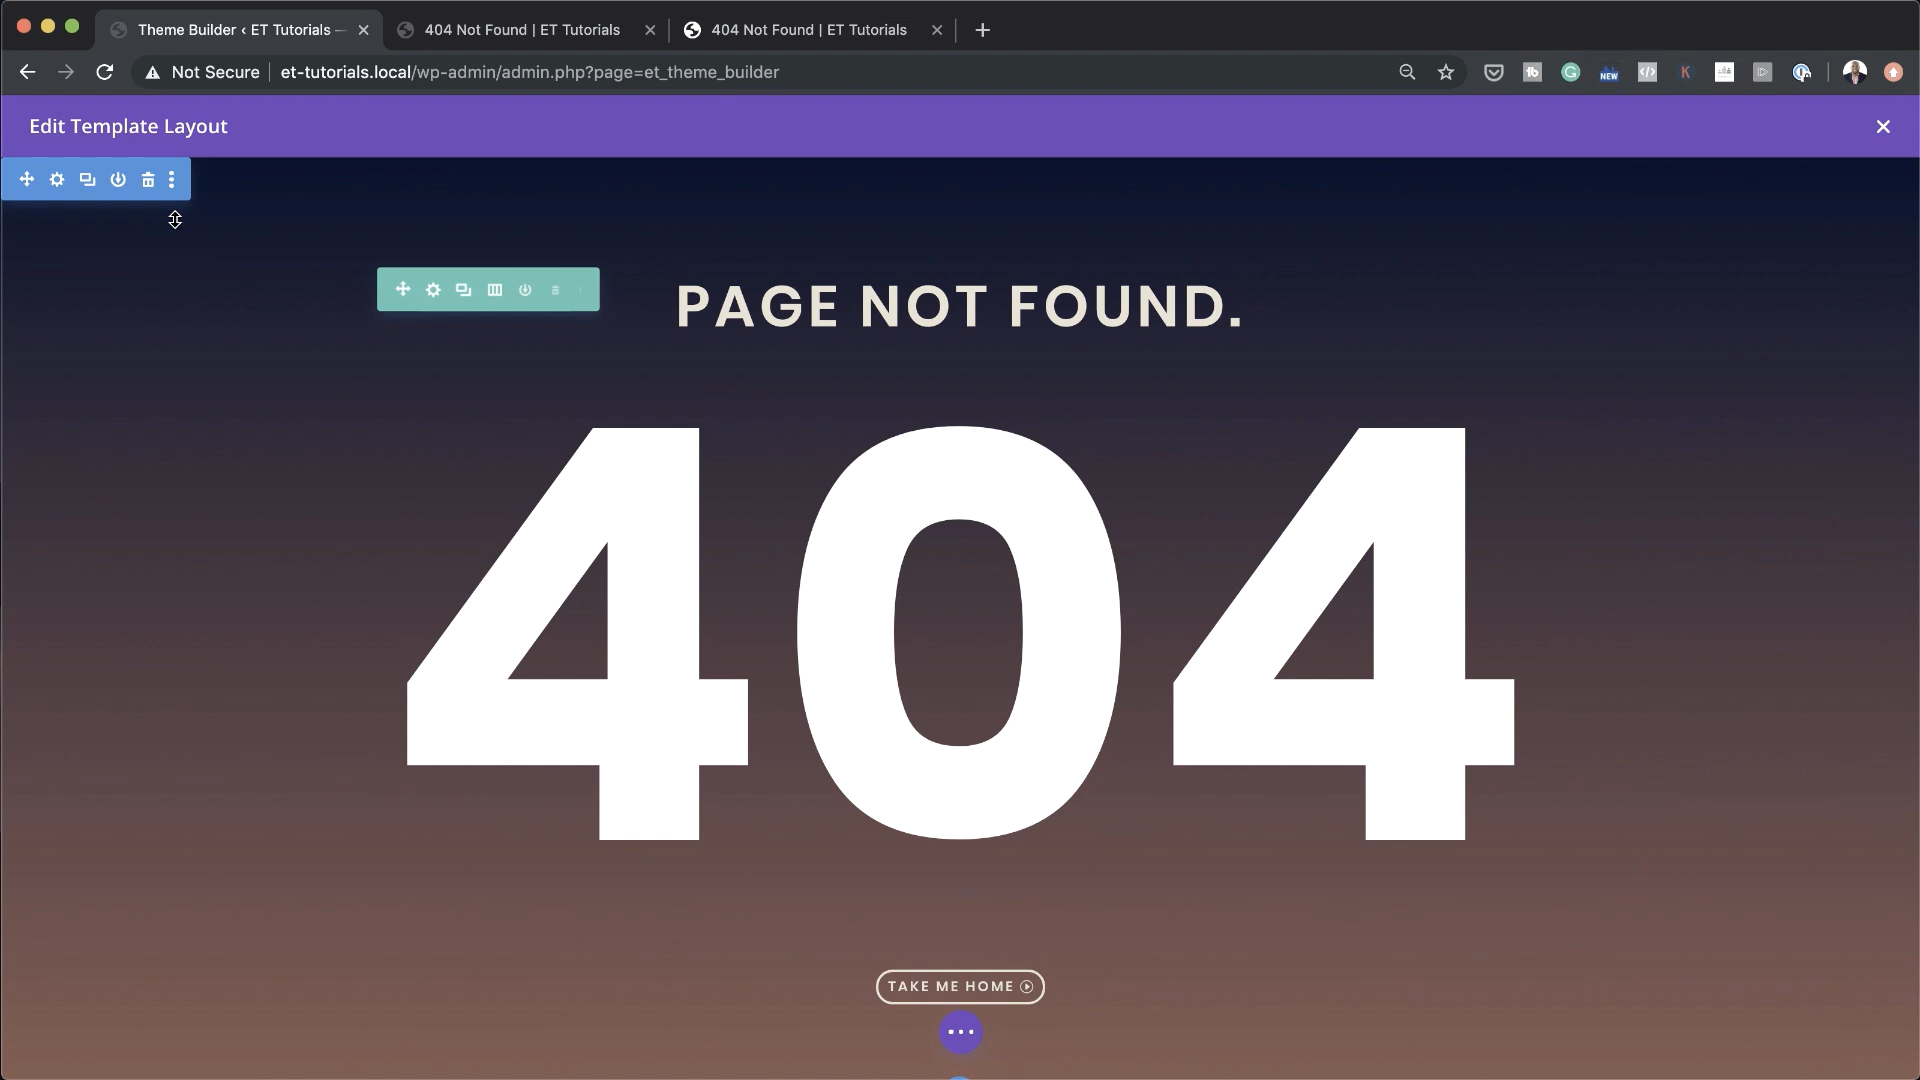 Theme Builder ‹ ET Tutorials —
404 Not Found | ET Tutorials
404 Not Found | ET Tutorials
Not Secure
et-tutorials.local/wp-admin/admin.php?page=et_theme_builder
NEW
K
Edit Template Layout
PAGE NOT FOUND.
404
TAKE ME HOME